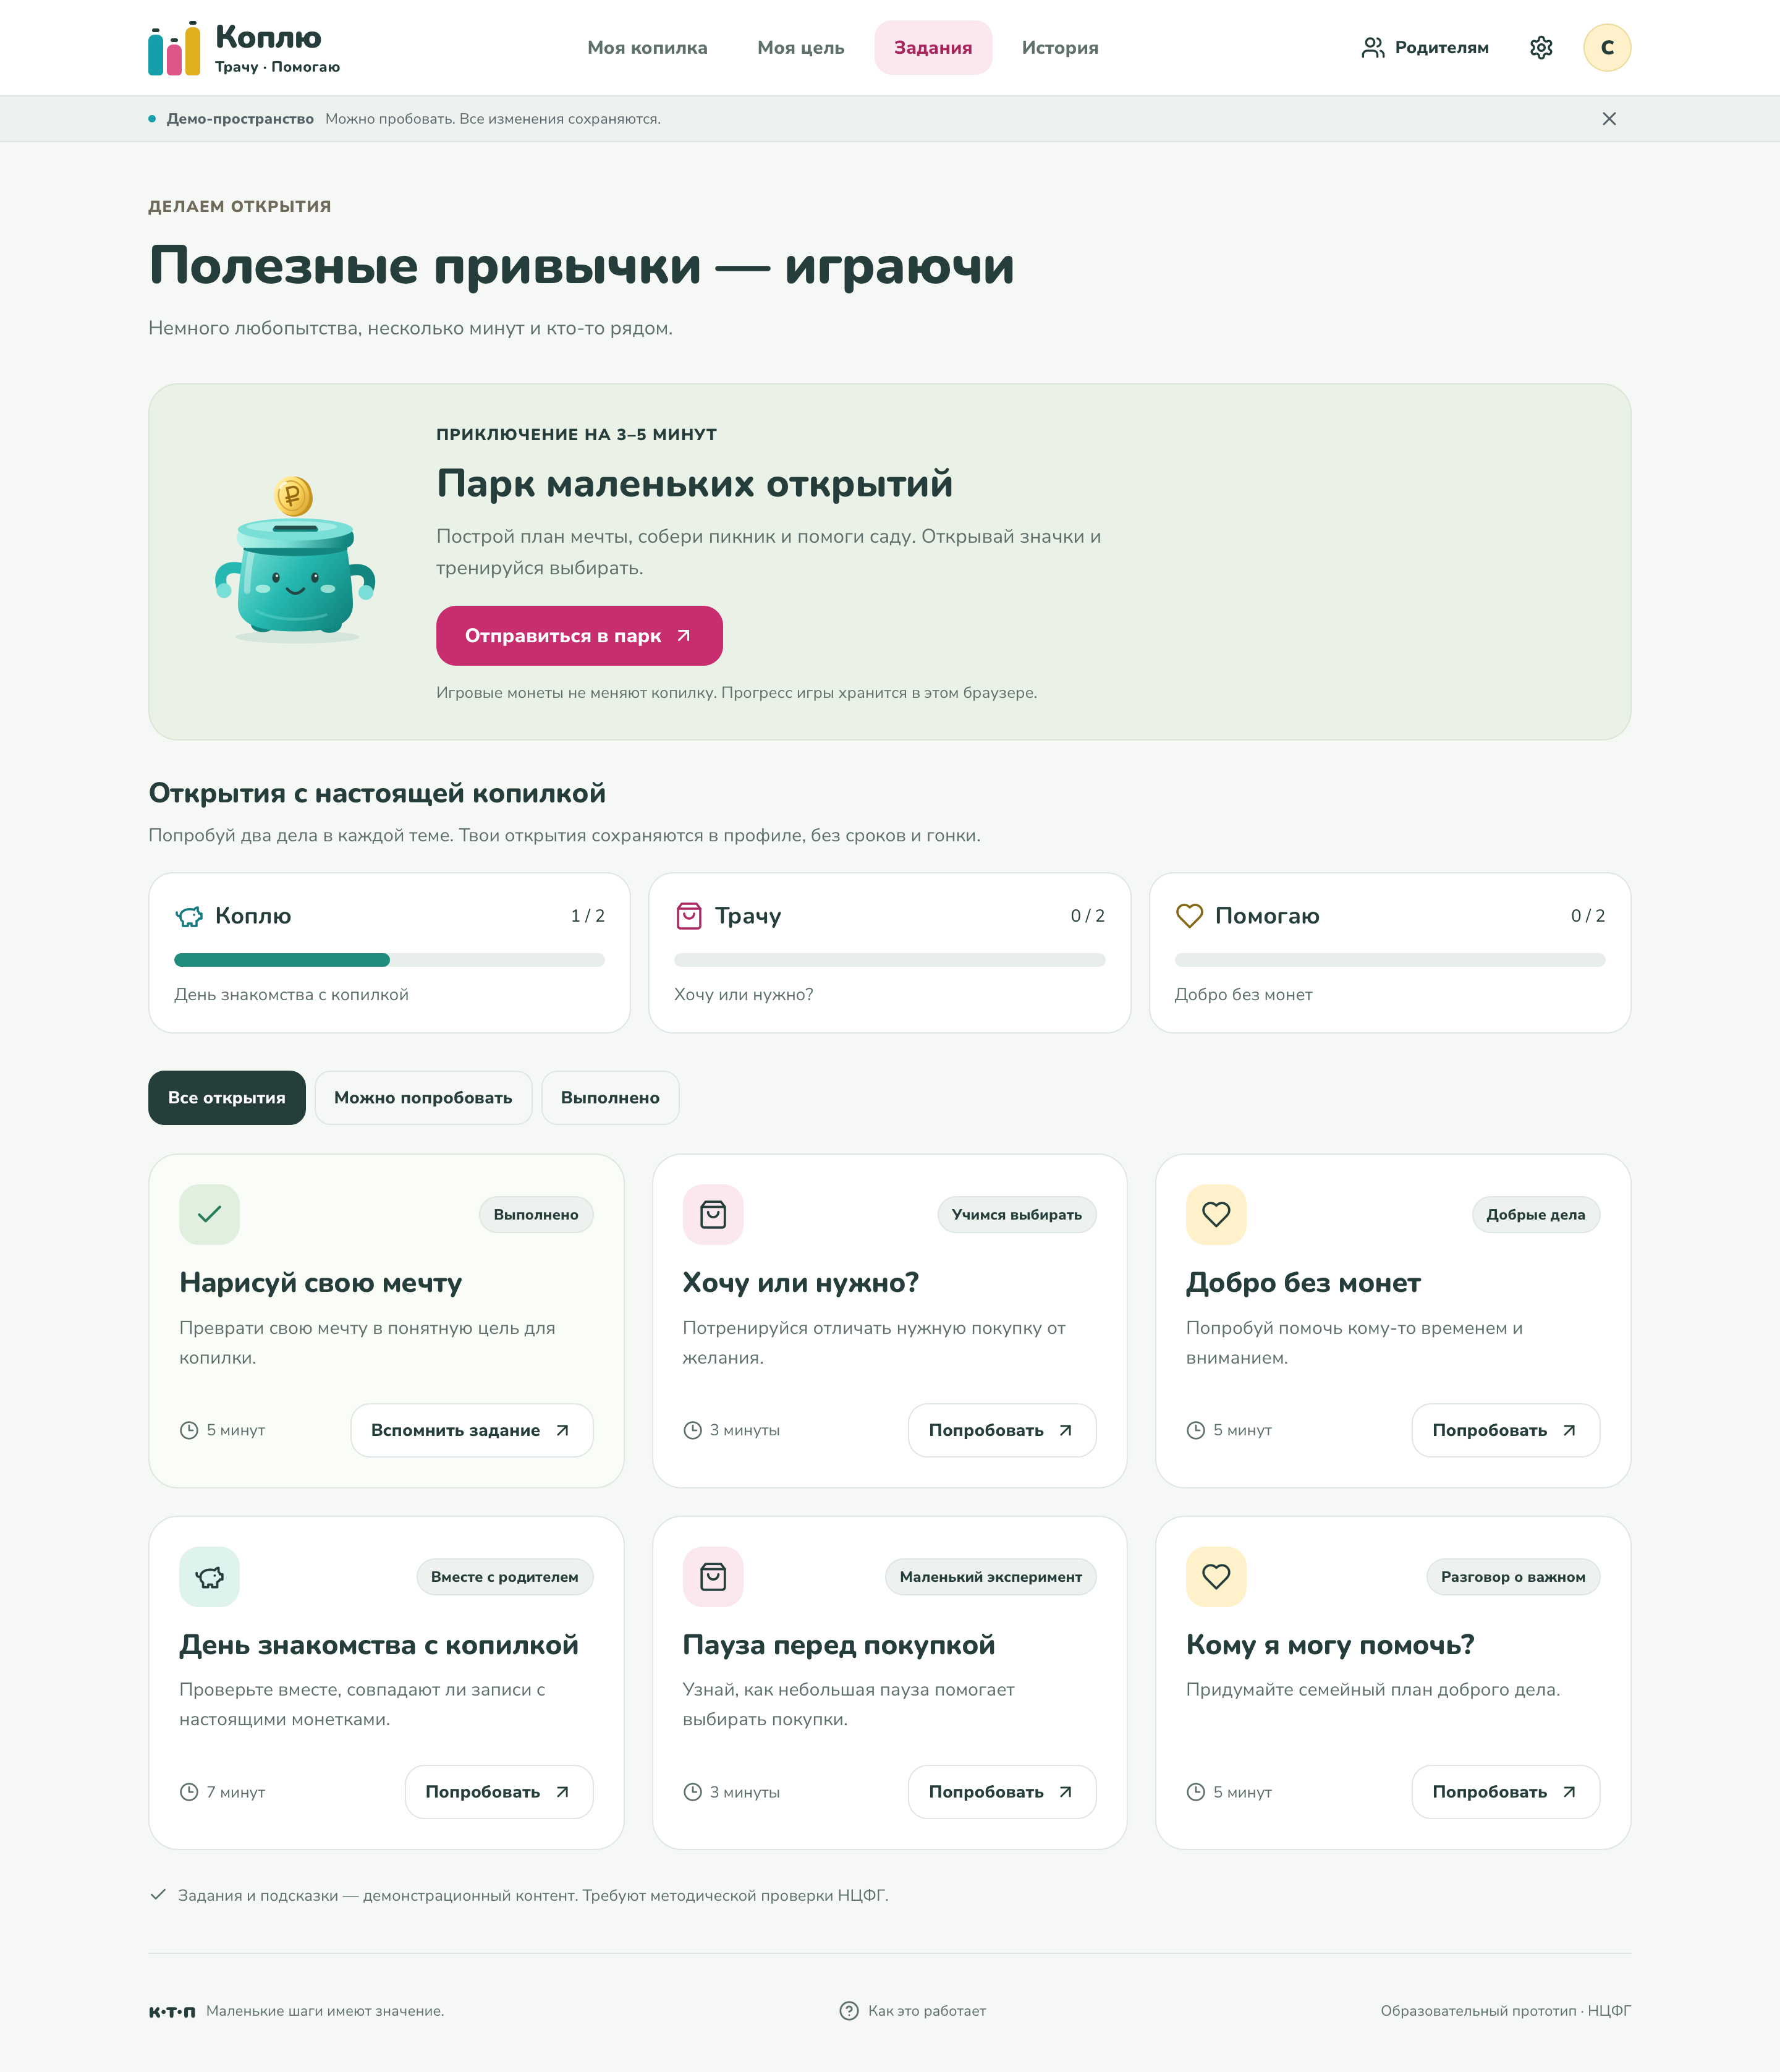 Коплю
Трачу · Помогаю
Моя копилка
Моя цель
Задания
История
Родителям
С
Демо-пространство Можно пробовать. Все изменения сохраняются.
ДЕЛАЕМ ОТКРЫТИЯ
Полезные привычки — играючи
Немного любопытства, несколько минут и кто-то рядом.
ПРИКЛЮЧЕНИЕ НА 3–5 МИНУТ
Парк маленьких открытий
Построй план мечты, собери пикник и помоги саду. Открывай значки и
тренируйся выбирать.
Отправиться в парк
Игровые монеты не меняют копилку. Прогресс игры хранится в этом браузере.
Открытия с настоящей копилкой
Попробуй два дела в каждой теме. Твои открытия сохраняются в профиле, без сроков и гонки.
Коплю 1 / 2
День знакомства с копилкой
Трачу 0 / 2
Хочу или нужно?
Помогаю 0 / 2
Добро без монет
Все открытия
Можно попробовать
Выполнено
Выполнено
Нарисуй свою мечту
Преврати свою мечту в понятную цель для
копилки.
5 минут
Вспомнить задание
Учимся выбирать
Хочу или нужно?
Потренируйся отличать нужную покупку от
желания.
3 минуты
Попробовать
Добрые дела
Добро без монет
Попробуй помочь кому-то временем и
вниманием.
5 минут
Попробовать
Вместе с родителем
День знакомства с копилкой
Проверьте вместе, совпадают ли записи с
настоящими монетками.
7 минут
Попробовать
Маленький эксперимент
Пауза перед покупкой
Узнай, как небольшая пауза помогает
выбирать покупки.
3 минуты
Попробовать
Разговор о важном
Кому я могу помочь?
Придумайте семейный план доброго дела.
5 минут
Попробовать
Задания и подсказки — демонстрационный контент. Требуют методической проверки НЦФГ.
к·т·п Маленькие шаги имеют значение.
Как это работает
Образовательный прототип · НЦФГ